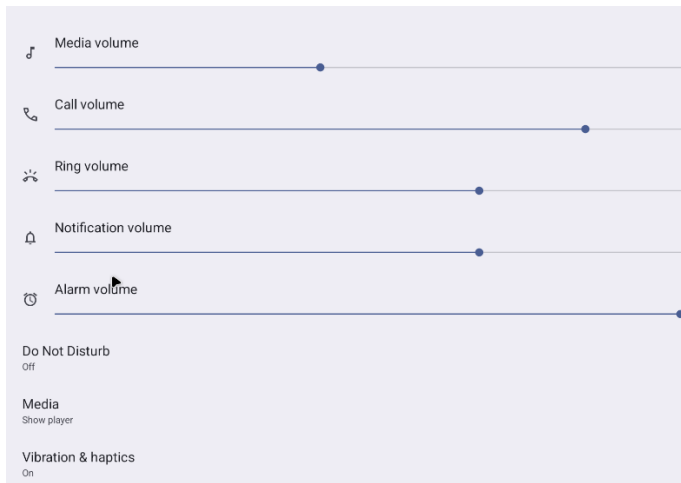 Media volume
Call volume
Ring volume
Notification volume
Alarm volume
Do Not Disturb
Off
Media
Show player
Vibration & haptics
On